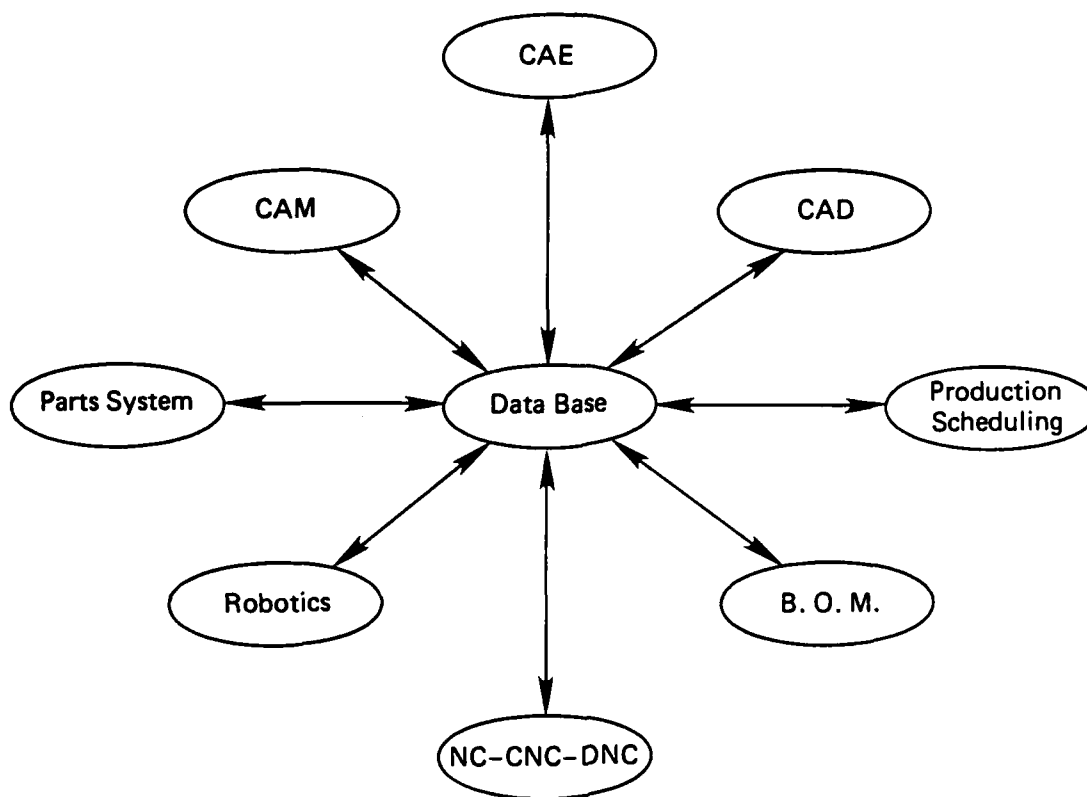 CAE
CAM
CAD
Parts System
Data Base
Production
Scheduling
Robotics
B. O. M.
NC-CNC-DNC